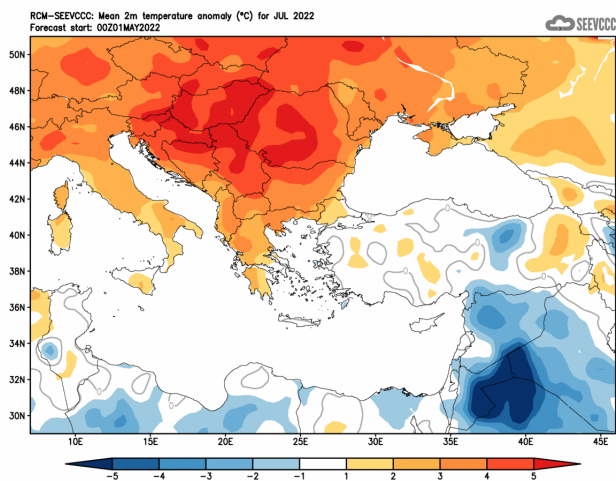 RCM-SEEVCCC: Mean 2m temperature anomaly (°C) for JUL 2022
Forecast start: 00Z01MAY2022
SEEVCCC
50N
48N
46N
44N
42N
40N
38N
36N
34N
32N
30N
10E 15E 20E 25E 30E 35E 40E 45E
-5 -4 -3 -2 -1 1 2 3 4 5